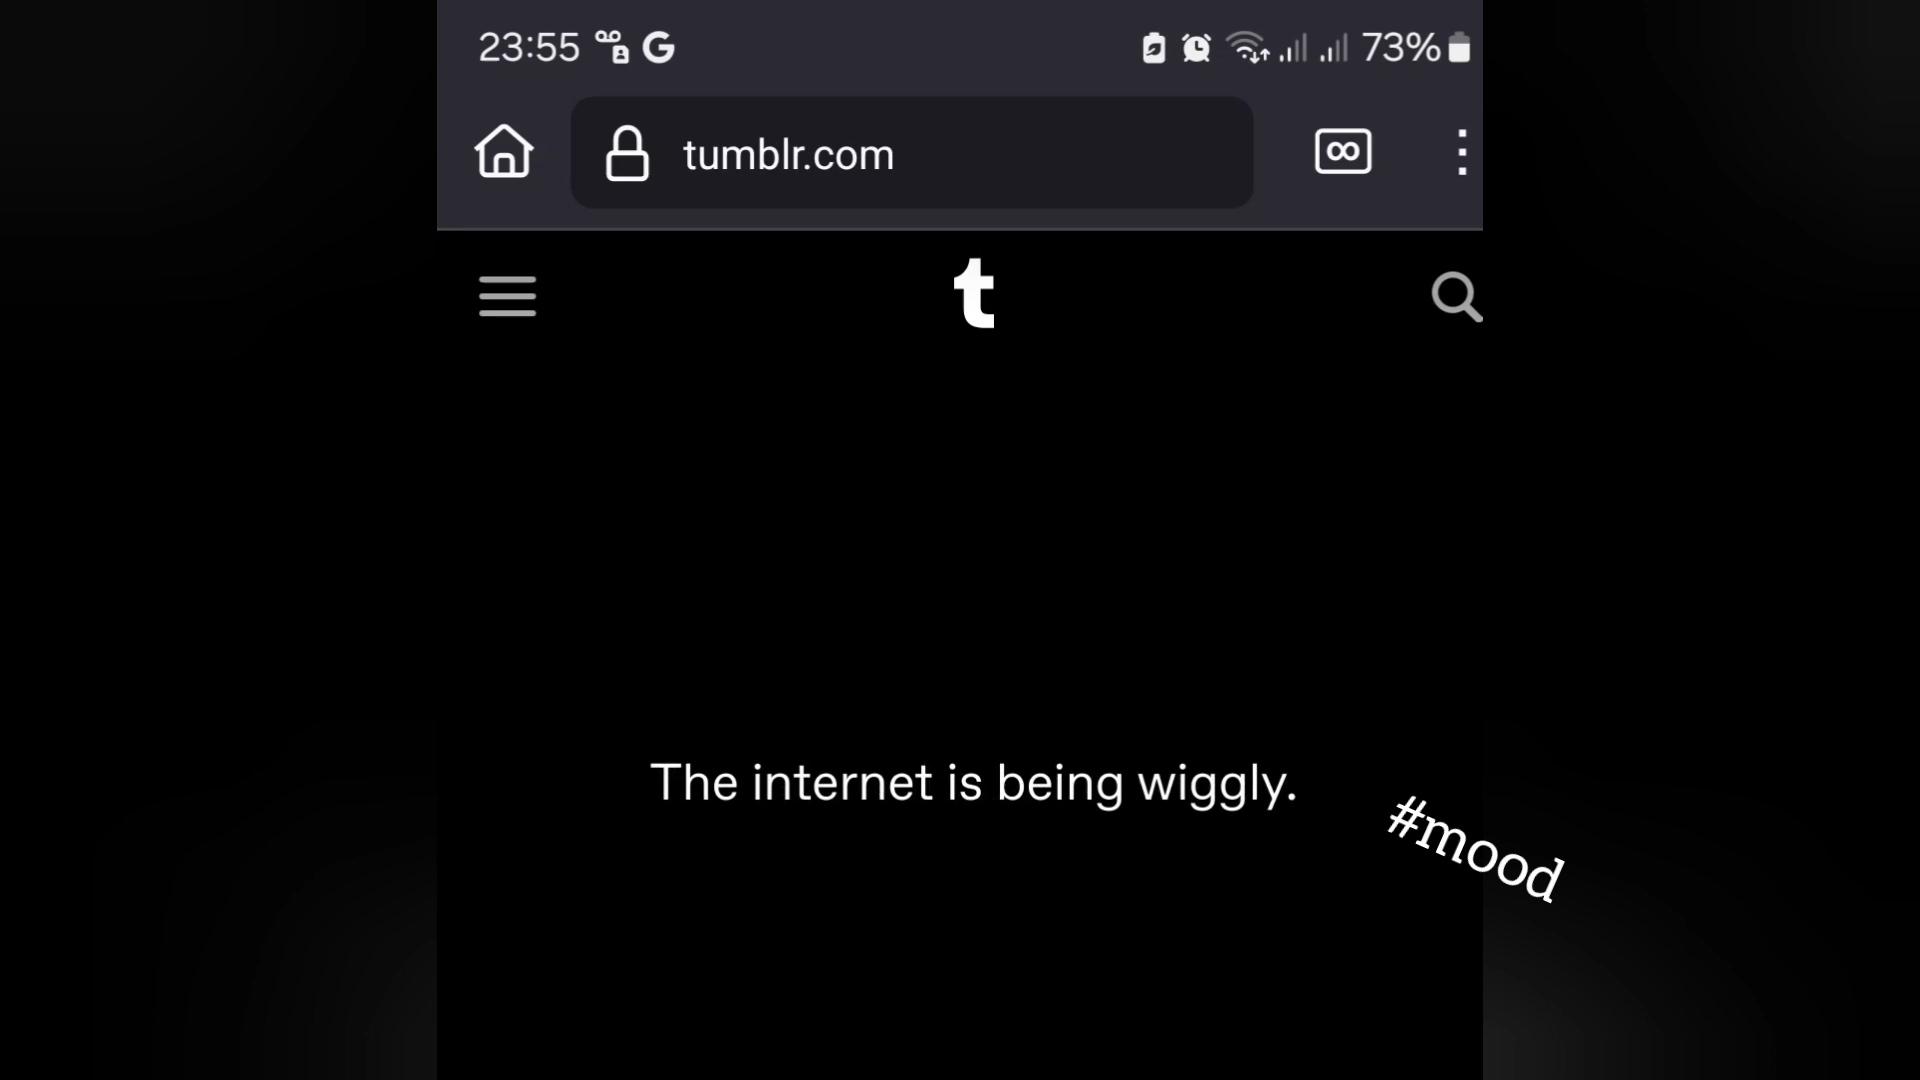 23:55 G 73%
tumblr.com ∞
t
The internet is being wiggly.
#mood